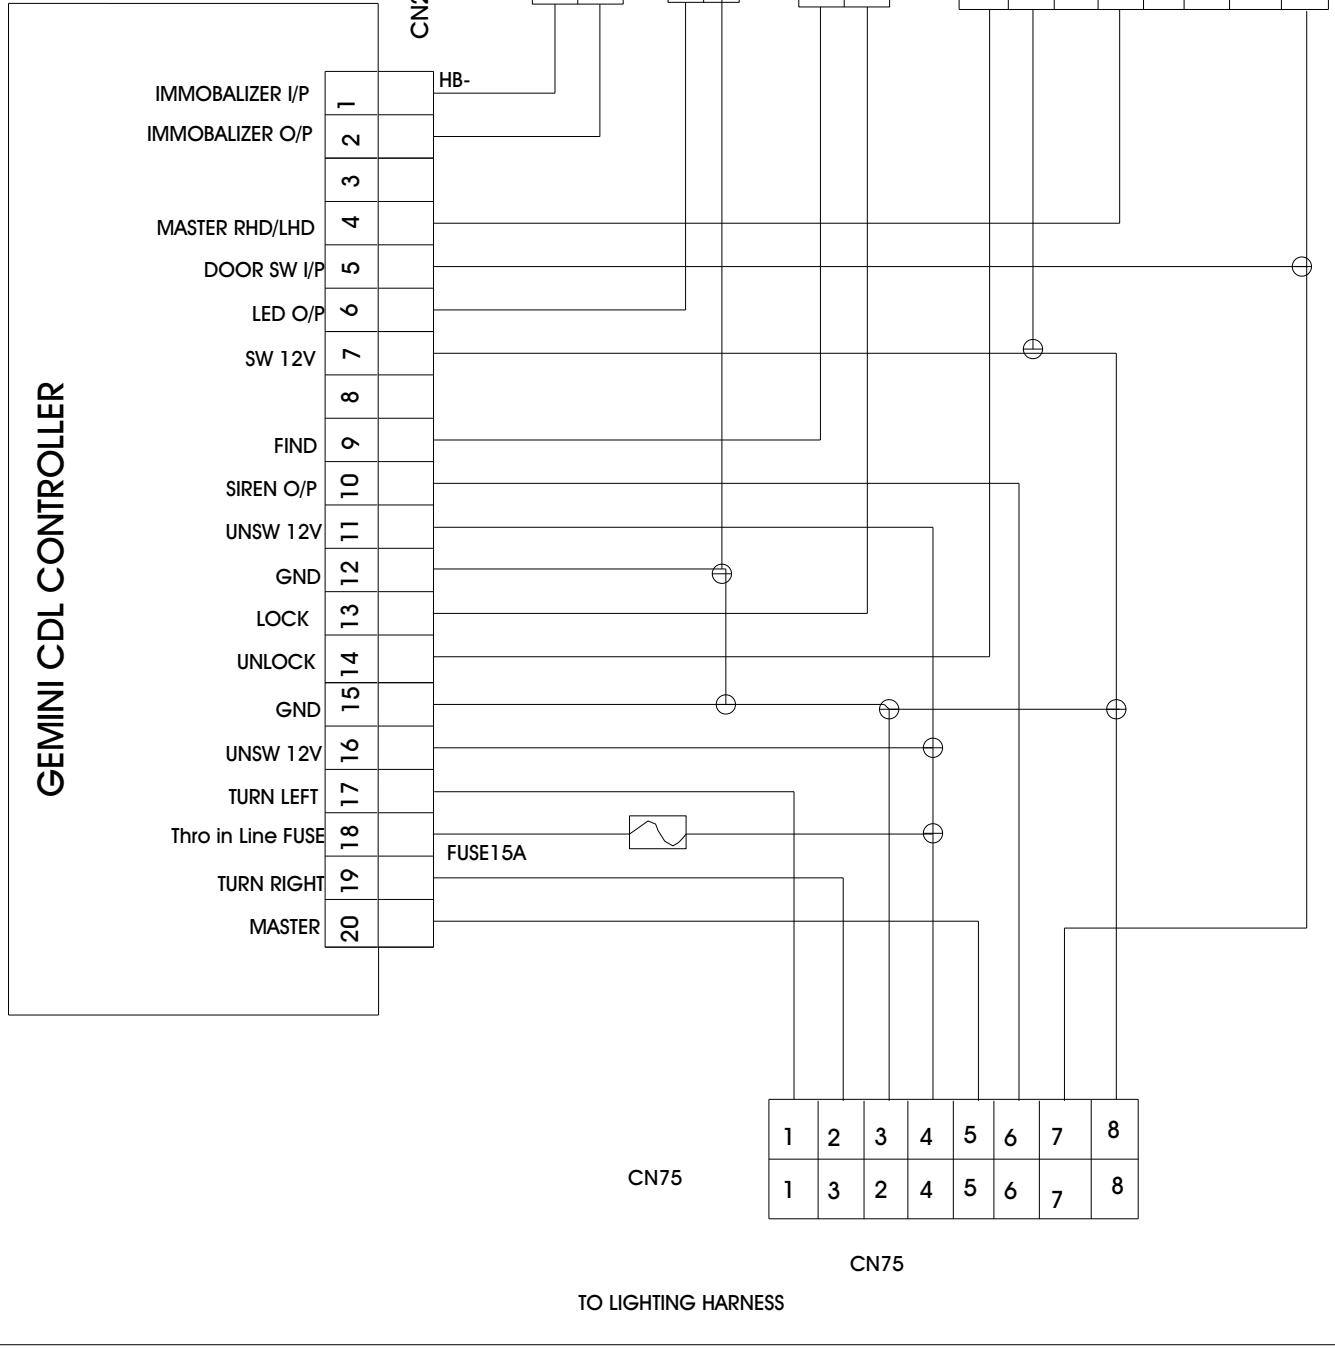 CN2
HB-
IMMOBALIZER I/P 1
IMMOBALIZER O/P 2
3
MASTER RHD/LHD 4
DOOR SW I/P 5
LED O/P 6
SW 12V 7
8
FIND 9
SIREN O/P 10
UNSW 12V 11
GND 12
LOCK 13
UNLOCK 14
GND 15
UNSW 12V 16
TURN LEFT 17
Thro in Line FUSE 18
FUSE15A
TURN RIGHT 19
MASTER 20
GEMINI CDL CONTROLLER
1 2 3 4 5 6 7 8
CN75
1 3 2 4 5 6 7 8
CN75
TO LIGHTING HARNESS